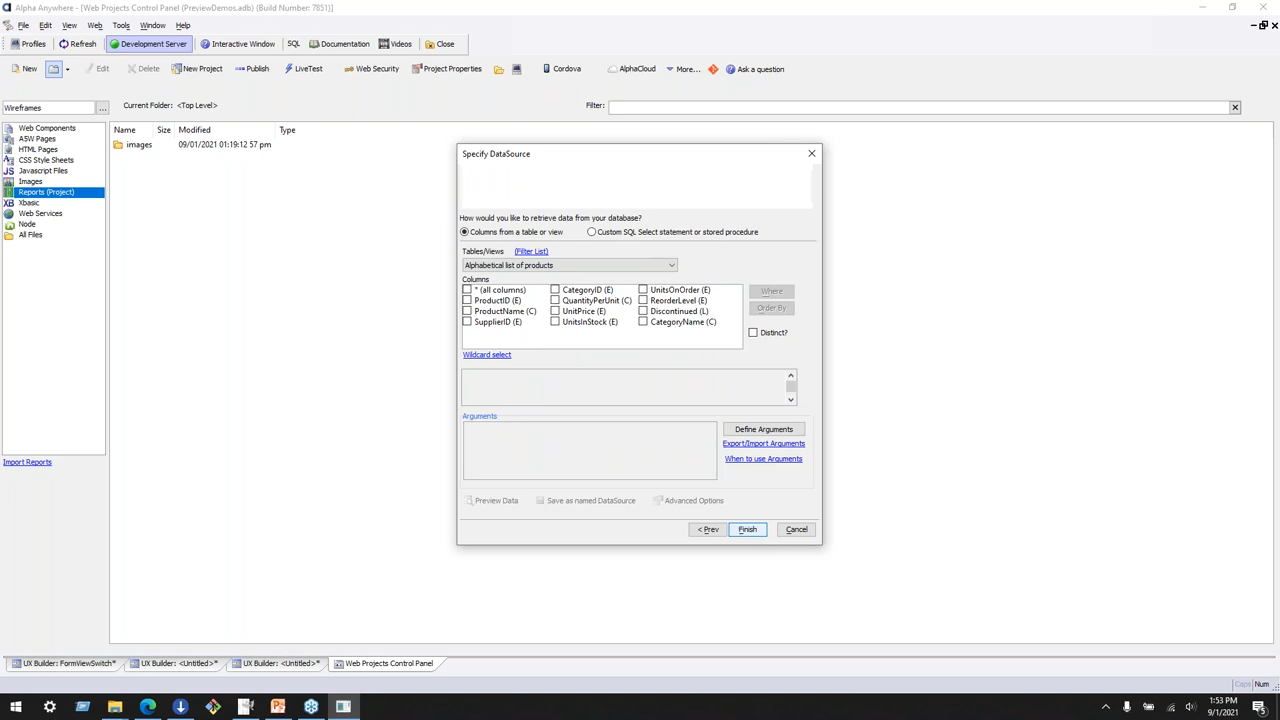 Alpha Anywhere - [Web Projects Control Panel (PreviewDemos.adb) (Build Number: 7851)]
File Edit View Web Tools Window Help
Profiles Refresh Development Server Interactive Window SQL Documentation Videos Close
New Edit Delete New Project Publish LiveTest Web Security Project Properties Cordova AlphaCloud More... Ask a question
Wireframes ... Current Folder: <Top Level> Filter:
Web Components
ASW Pages
HTML Pages
CSS Style Sheets
JS Javascript Files
Images
Reports (Project)
XB Xbasic
Web Services
Node
All Files
Import Reports
Name Size Modified Type
images 09/01/2021 01:19:12 57 pm
Specify DataSource
How would you like to retrieve data from your database?
Columns from a table or view Custom SQL Select statement or stored procedure
Tables/Views (Filter List)
Alphabetical list of products
Columns
* (all columns) CategoryID (E) UnitsOnOrder (E) Where
ProductID (E) QuantityPerUnit (C) ReorderLevel (E) Order By
ProductName (C) UnitPrice (E) Discontinued (L)
SupplierID (E) UnitsInStock (E) CategoryName (C) Distinct?
Wildcard select
Arguments
Define Arguments
Export/Import Arguments
When to use Arguments
Preview Data Save as named DataSource Advanced Options
< Prev Finish Cancel
UX Builder: FormViewSwitch* UX Builder: <Untitled>* UX Builder: <Untitled>* Web Projects Control Panel
Caps Num
1:53 PM
9/1/2021